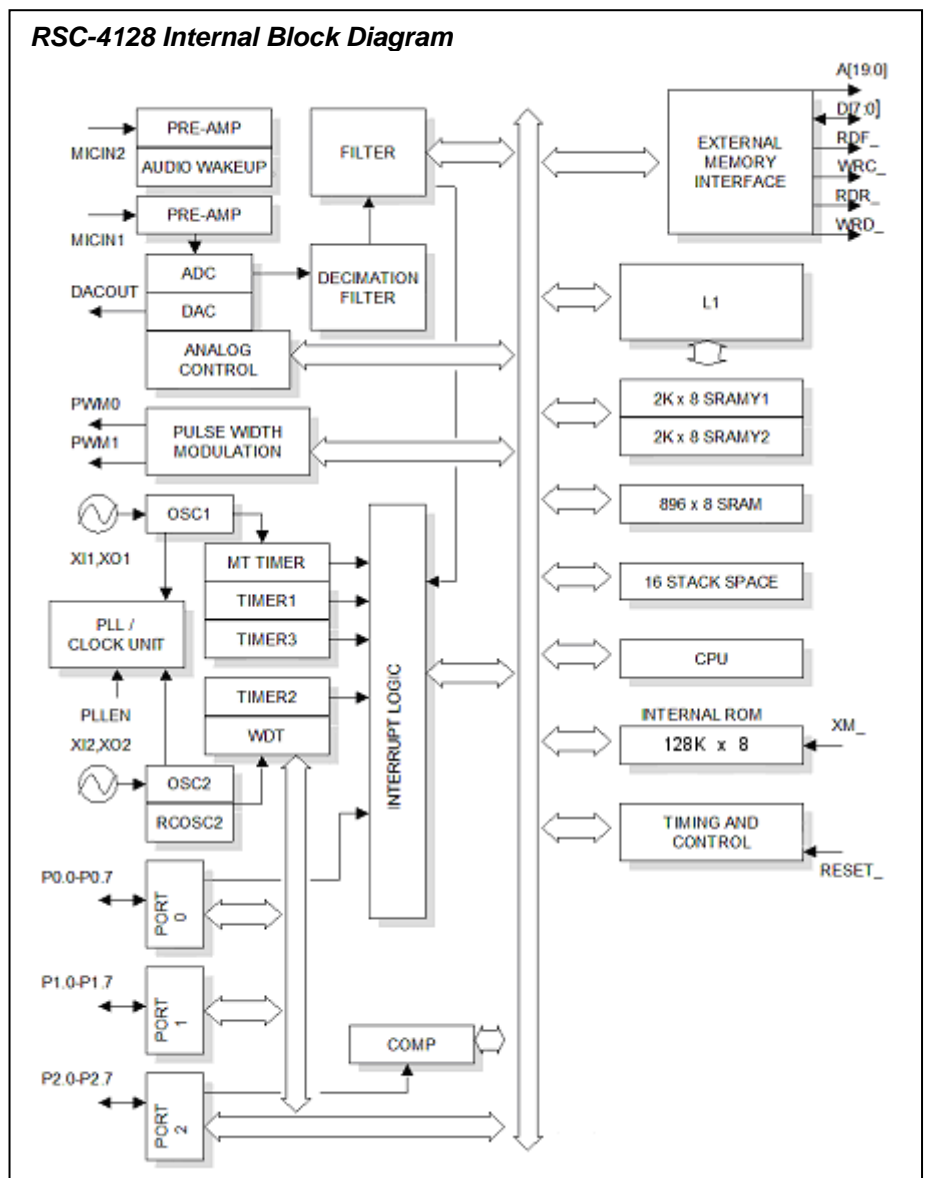 RSC-4128 Internal Block Diagram
MICIN2
PRE-AMP
AUDIO WAKEUP
MICIN1
PRE-AMP
ADC
DACOUT
DAC
ANALOG
CONTROL
FILTER
DECIMATION
FILTER
PWM0
PWM1
PULSE WIDTH
MODULATION
OSC1
XI1,XO1
MT TIMER
TIMER1
TIMER3
PLL /
CLOCK UNIT
PLLEN
TIMER2
WDT
XI2,XO2
OSC2
RCOSC2
INTERRUPT LOGIC
P0.0-P0.7
PORT
0
P1.0-P1.7
PORT
1
P2.0-P2.7
PORT
2
COMP
EXTERNAL
MEMORY
INTERFACE
A[19:0]
D[7:0]
RDF_
WRC_
RDR_
WRD_
L1
2K x 8 SRAMY1
2K x 8 SRAMY2
896 x 8 SRAM
16 STACK SPACE
CPU
INTERNAL ROM
128K x 8
XM_
TIMING AND
CONTROL
RESET_